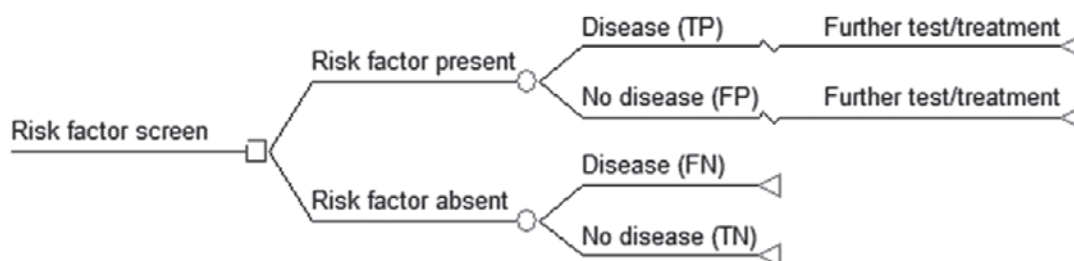 Disease (TP)
Further test/treatment
Risk factor present
No disease (FP)
Further test/treatment
Risk factor screen
Disease (FN)
Risk factor absent
No disease (TN)